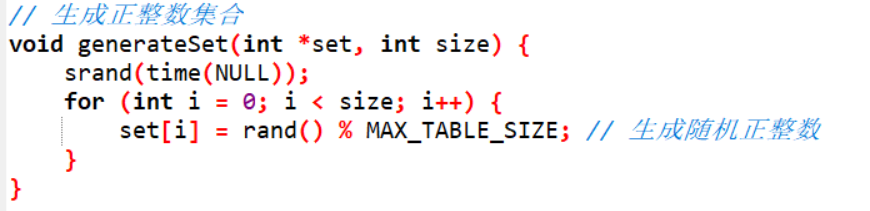 // 生成正整数集合
void generateSet(int *set, int size) {
    srand(time(NULL));
    for (int i = 0; i < size; i++) {
        set[i] = rand() % MAX_TABLE_SIZE; // 生成随机正整数
    }
}